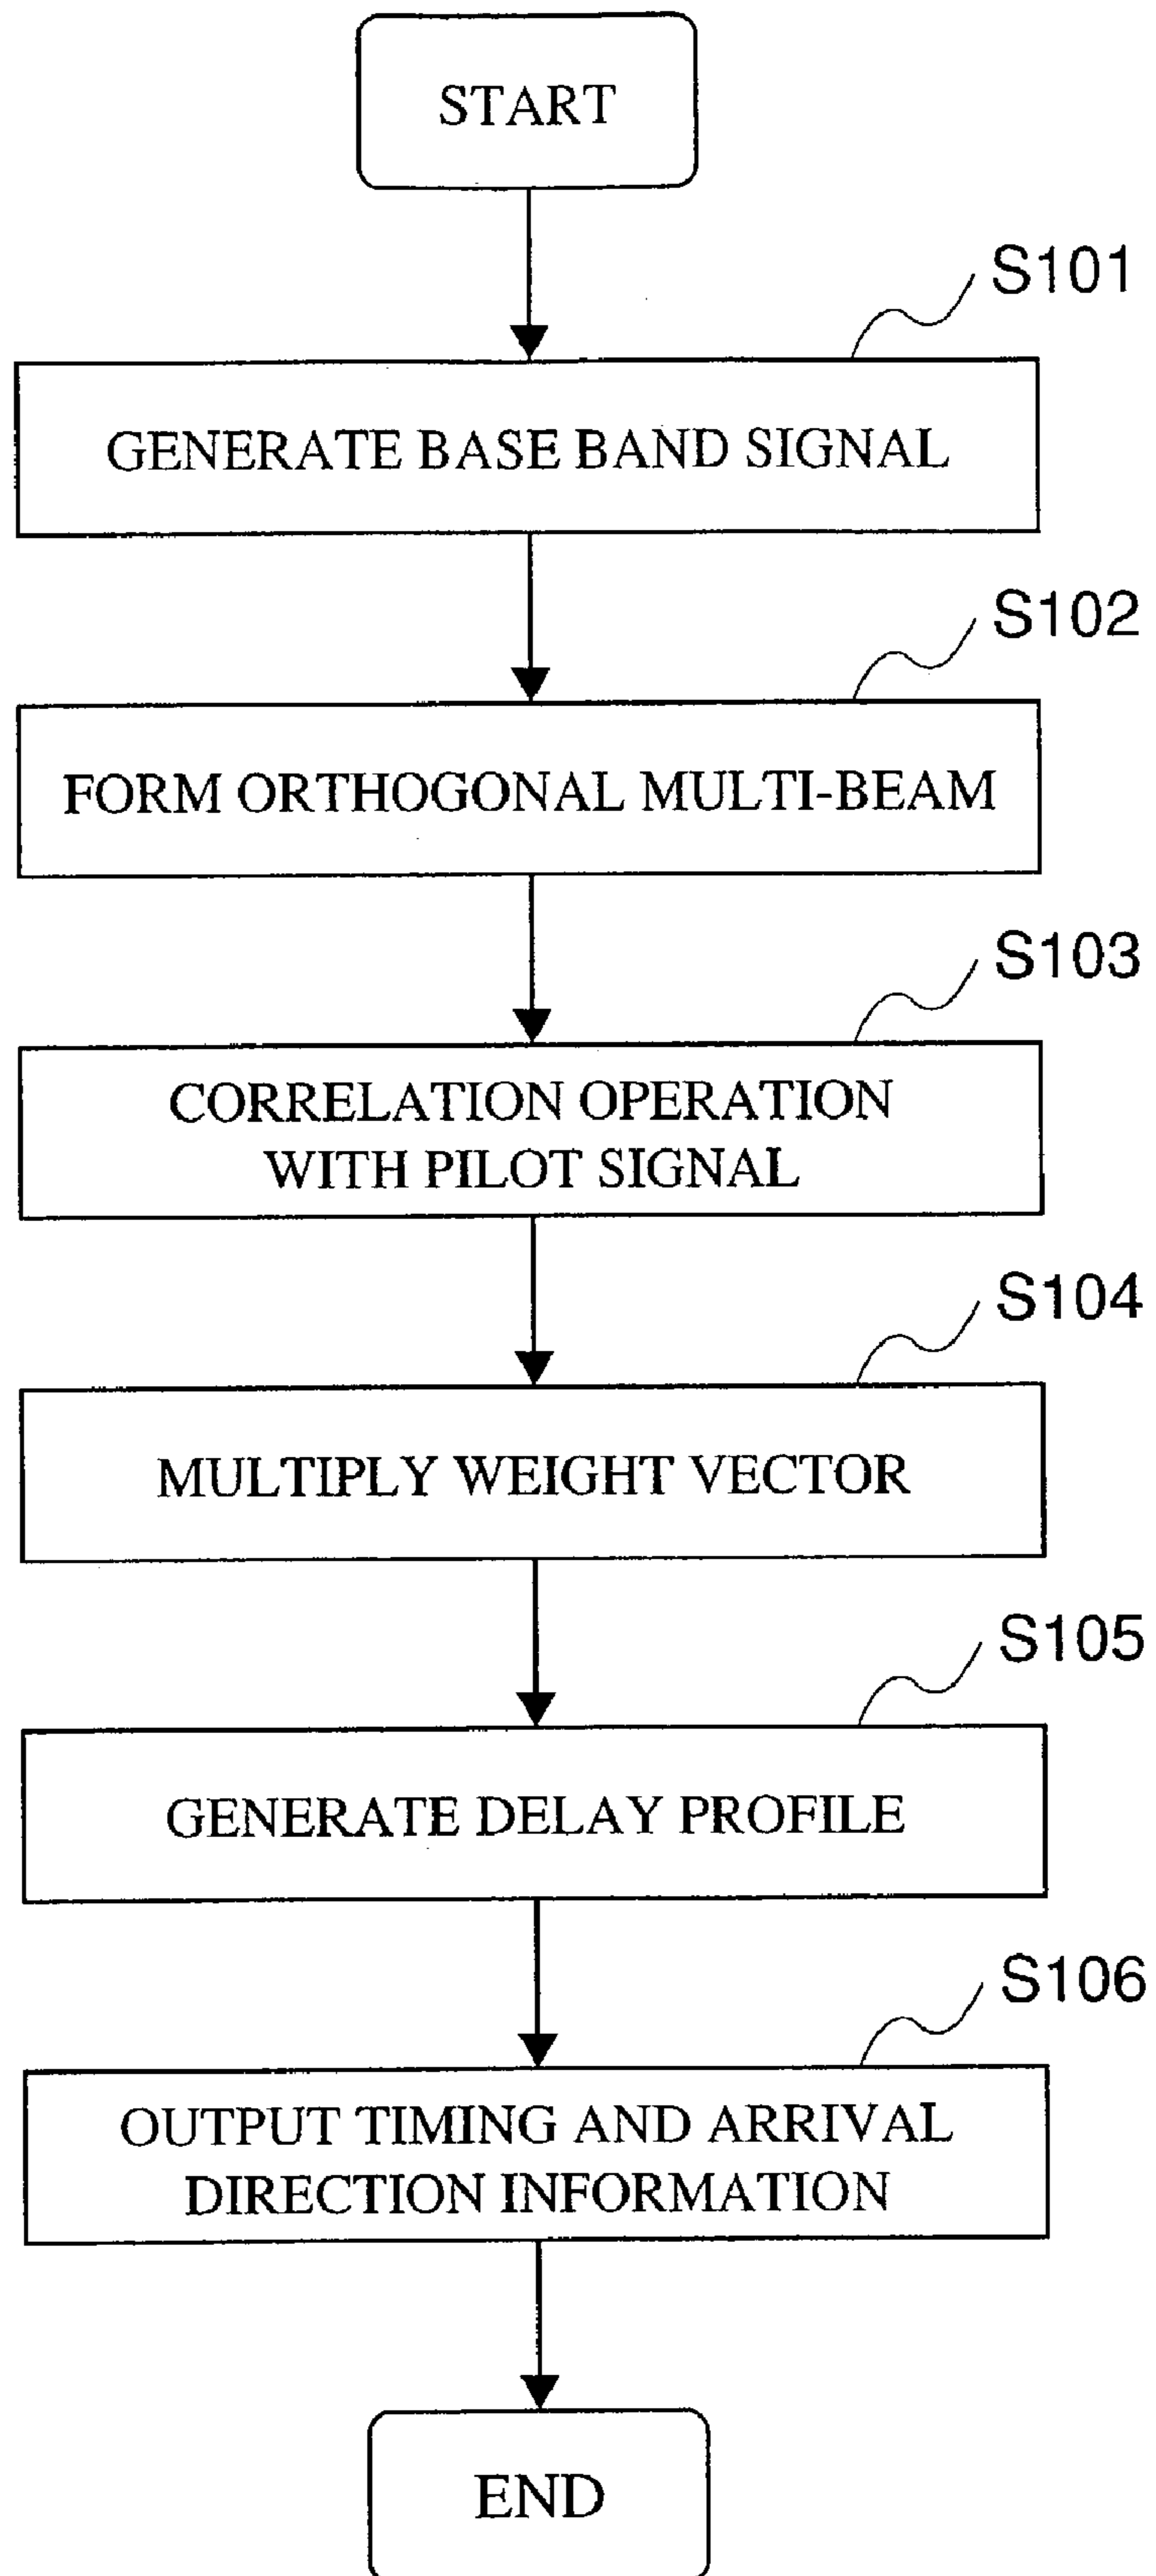 START
S101
GENERATE BASE BAND SIGNAL
S102
FORM ORTHOGONAL MULTI-BEAM
S103
CORRELATION OPERATION
WITH PILOT SIGNAL
S104
MULTIPLY WEIGHT VECTOR
S105
GENERATE DELAY PROFILE
S106
OUTPUT TIMING AND ARRIVAL
DIRECTION INFORMATION
END